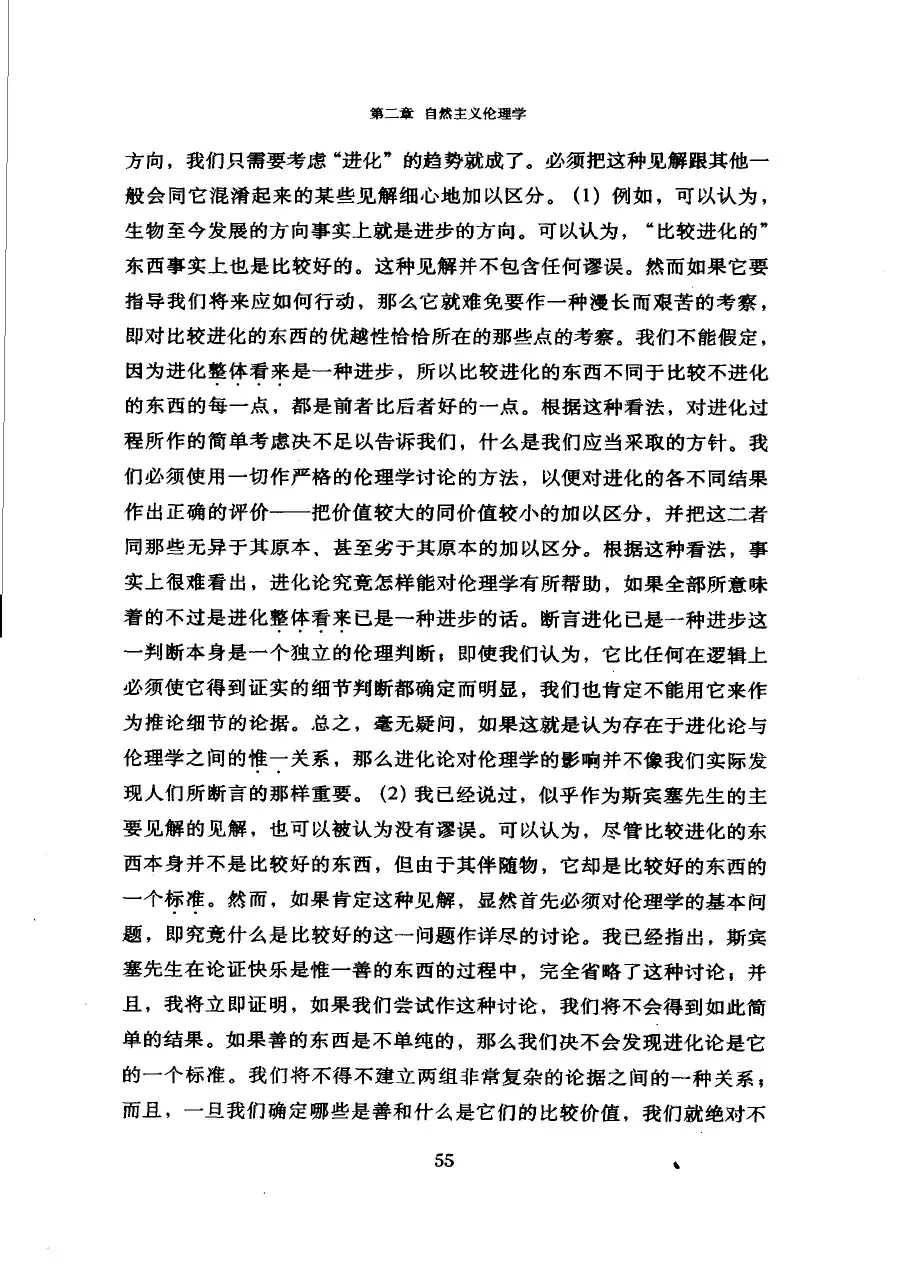 第二章 自然主义伦理学
方向，我们只需要考虑“进化”的趋势就成了。必须把这种见解跟其他一
般会同它混淆起来的某些见解细心地加以区分。(1) 例如，可以认为，
生物至今发展的方向事实上就是进步的方向。可以认为，“比较进化的”
东西事实上也是比较好的。这种见解并不包含任何谬误。然而如果它要
指导我们将来应如何行动，那么它就难免要作一种漫长而艰苦的考察，
即对比较进化的东西的优越性恰恰所在的那些点的考察。我们不能假定，
因为进化整体看来是一种进步，所以比较进化的东西不同于比较不进化
的东西的每一点，都是前者比后者好的一点。根据这种看法，对进化过
程所作的简单考虑决不足以告诉我们，什么是我们应当采取的方针。我
们必须使用一切作严格的伦理学讨论的方法，以便对进化的各不同结果
作出正确的评价——把价值较大的同价值较小的加以区分，并把这二者
同那些无异于其原本、甚至劣于其原本的加以区分。根据这种看法，事
实上很难看出，进化论究竟怎样能对伦理学有所帮助，如果全部所意味
着的不过是进化整体看来已是一种进步的话。断言进化已是一种进步这
一判断本身是一个独立的伦理判断；即使我们认为，它比任何在逻辑上
必须使它得到证实的细节判断都确定而明显，我们也肯定不能用它来作
为推论细节的论据。总之，毫无疑问，如果这就是认为存在于进化论与
伦理学之间的惟一关系，那么进化论对伦理学的影响并不像我们实际发
现人们所断言的那样重要。(2) 我已经说过，似乎作为斯宾塞先生的主
要见解的见解，也可以被认为没有谬误。可以认为，尽管比较进化的东
西本身并不是比较好的东西，但由于其伴随物，它却是比较好的东西的
一个标准。然而，如果肯定这种见解，显然首先必须对伦理学的基本问
题，即究竟什么是比较好的这一问题作详尽的讨论。我已经指出，斯宾
塞先生在论证快乐是惟一善的东西的过程中，完全省略了这种讨论；并
且，我将立即证明，如果我们尝试作这种讨论，我们将不会得到如此简
单的结果。如果善的东西是不单纯的，那么我们决不会发现进化论是它
的一个标准。我们将不得不建立两组非常复杂的论据之间的一种关系；
而且，一旦我们确定哪些是善和什么是它们的比较价值，我们就绝对不
55